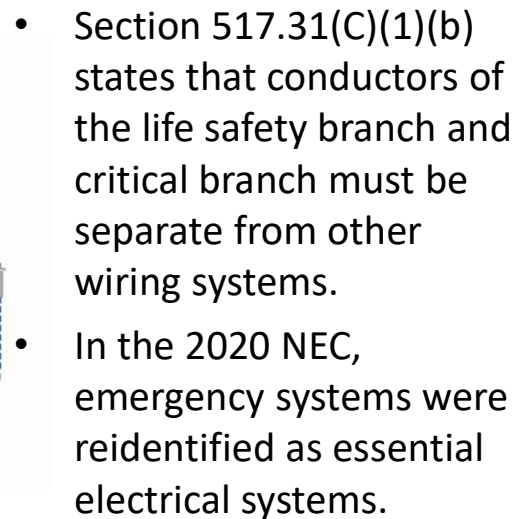 • Section 517.31(C)(1)(b)
states that conductors of
the life safety branch and
critical branch must be
separate from other
wiring systems.
• In the 2020 NEC,
emergency systems were
reidentified as essential
electrical systems.